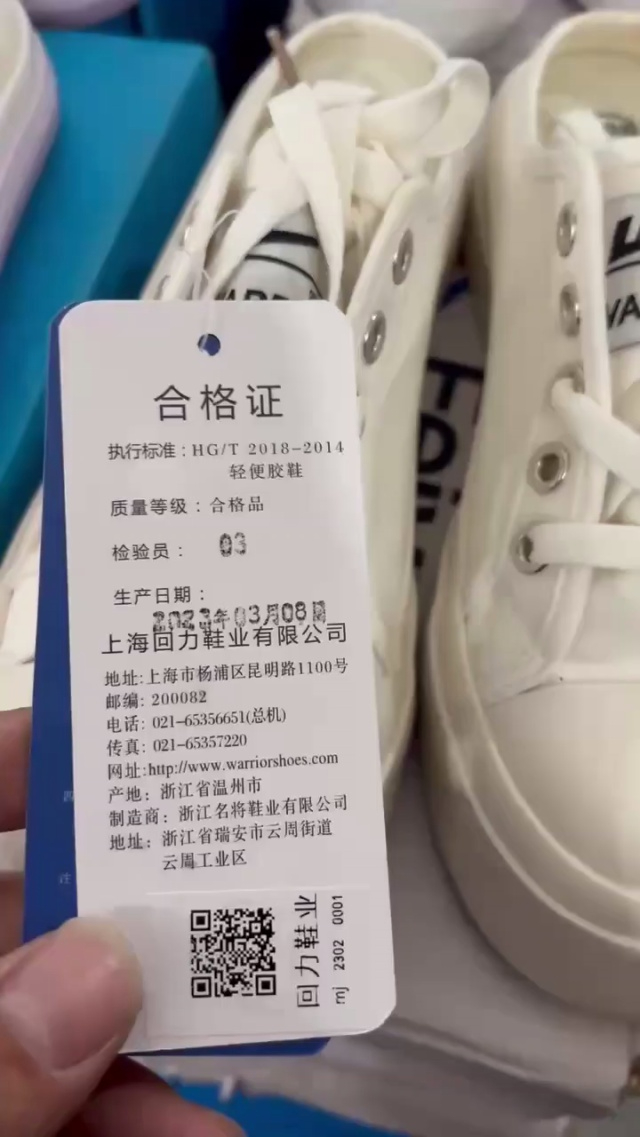 合格证
执行标准：HG/T 2018-2014
轻便胶鞋
质量等级：合格品
检验员： 03
生产日期：
2023年03月08日
上海回力鞋业有限公司
地址:上海市杨浦区昆明路1100号
邮编: 200082
电话: 021-65356651(总机)
传真: 021-65357220
网址:http://www.warriorshoes.com
产地：浙江省温州市
制造商：浙江名将鞋业有限公司
地址：浙江省瑞安市云周街道
云周工业区
回力鞋业
mj 2302 0001